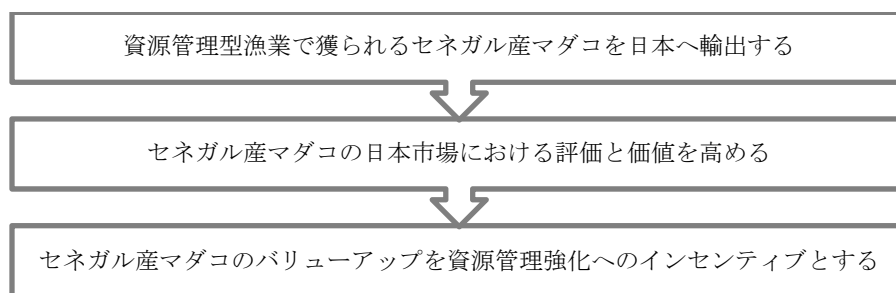 資源管理型漁業で獲られるセネガル産マダコを日本へ輸出する
セネガル産マダコの日本市場における評価と価値を高める
セネガル産マダコのバリューアップを資源管理強化へのインセンティブとする